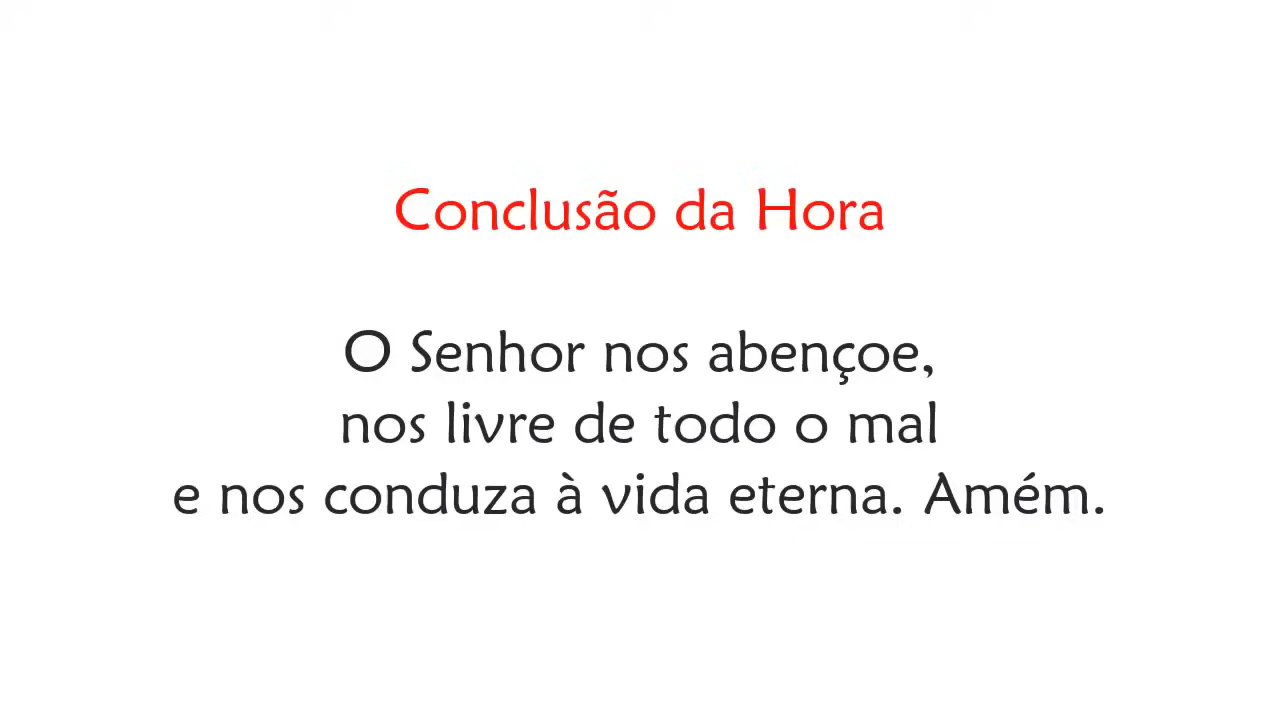 Conclusão da Hora
O Senhor nos abençoe,
nos livre de todo o mal
e nos conduza à vida eterna. Amém.